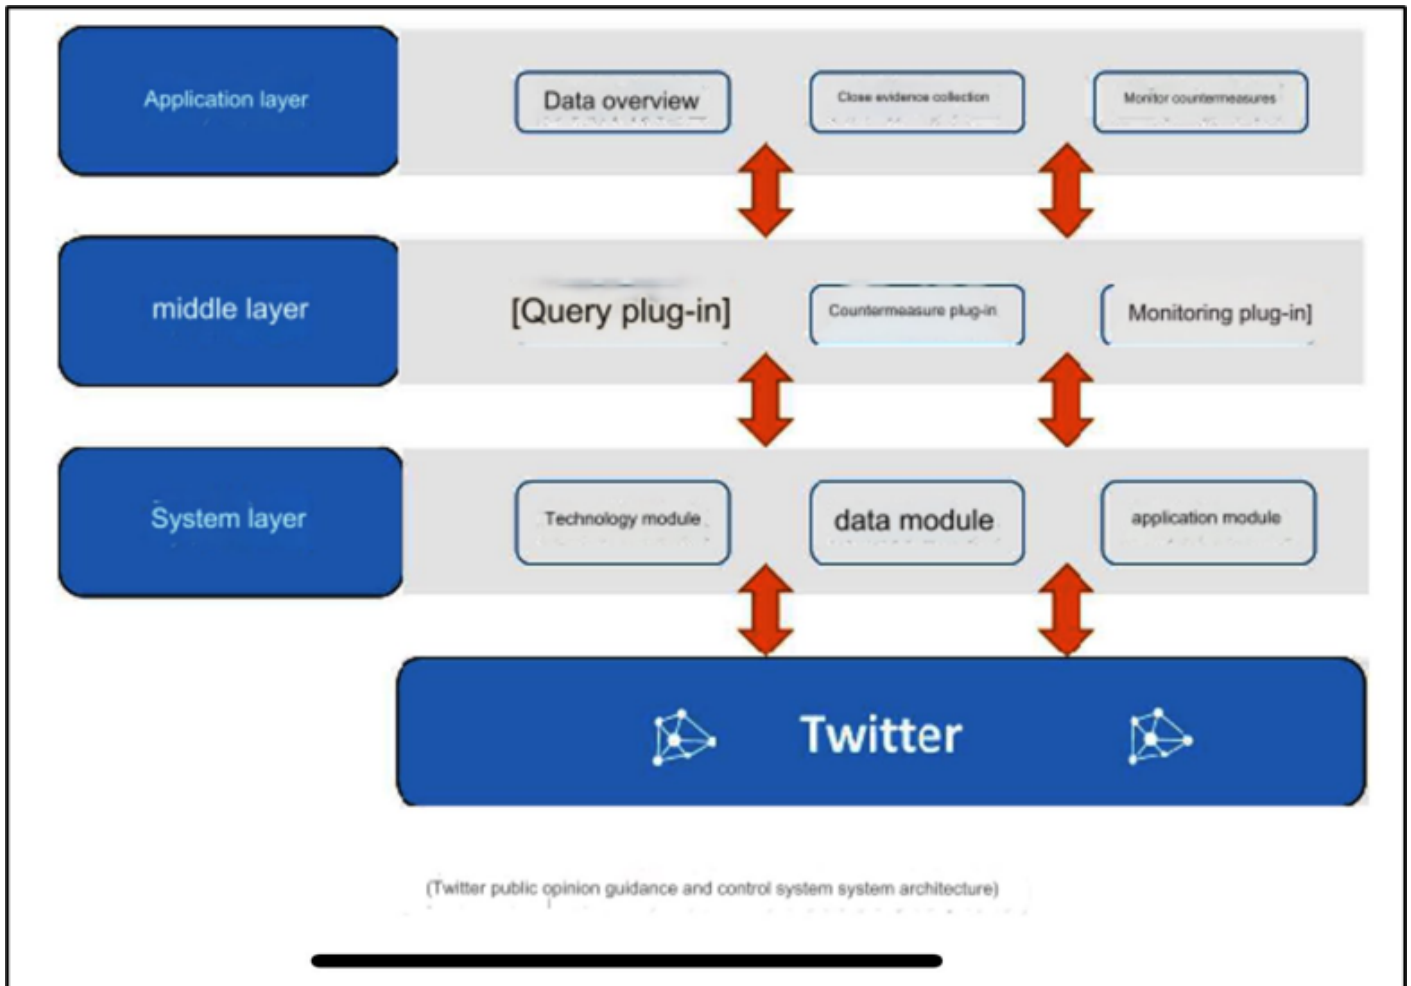 Application layer
Data overview
Close evidence collection
Monitor countermeasures
middle layer
[Query plug-in]
Countermeasure plug-in
Monitoring plug-in]
System layer
Technology module
data module
application module
Twitter
(Twitter public opinion guidance and control system system architecture)